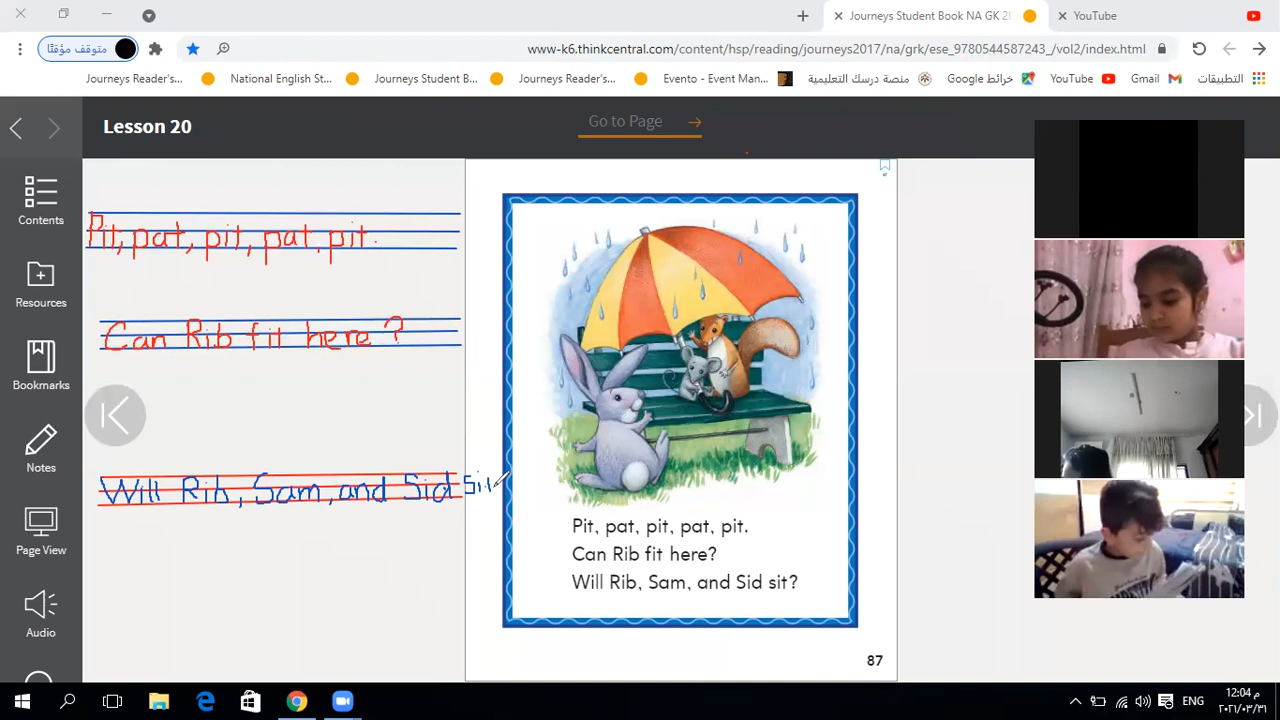 Journeys Student Book NA GK 20
YouTube
متوقف مؤقتًا
www-k6.thinkcentral.com/content/hsp/reading/journeys2017/na/grk/ese_9780544587243_/vol2/index.html
Journeys Reader's...
National English St...
Journeys Student B...
Journeys Reader's...
Evento - Event Man...
منصة درسك التعليمية
خرائط Google
YouTube
Gmail
التطبيقات
Lesson 20
Go to Page
Contents
Resources
Bookmarks
Notes
Page View
Audio
Pit, pat, pit, pat, pit.
Can Rib fit here?
Will Rib, Sam, and Sid
Pit, pat, pit, pat, pit.
Can Rib fit here?
Will Rib, Sam, and Sid sit?
87
ENG
12:04 م
٢٠٢١/٠٣/٣١